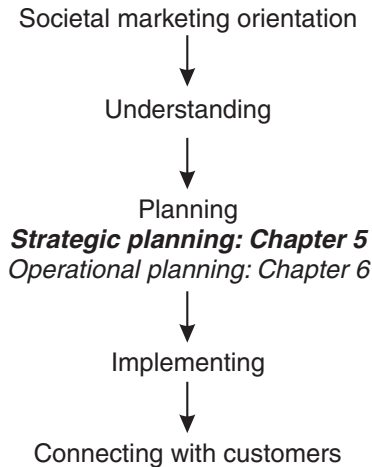 Societal marketing orientation
Understanding
Planning
Strategic planning: Chapter 5
Operational planning: Chapter 6
Implementing
Connecting with customers